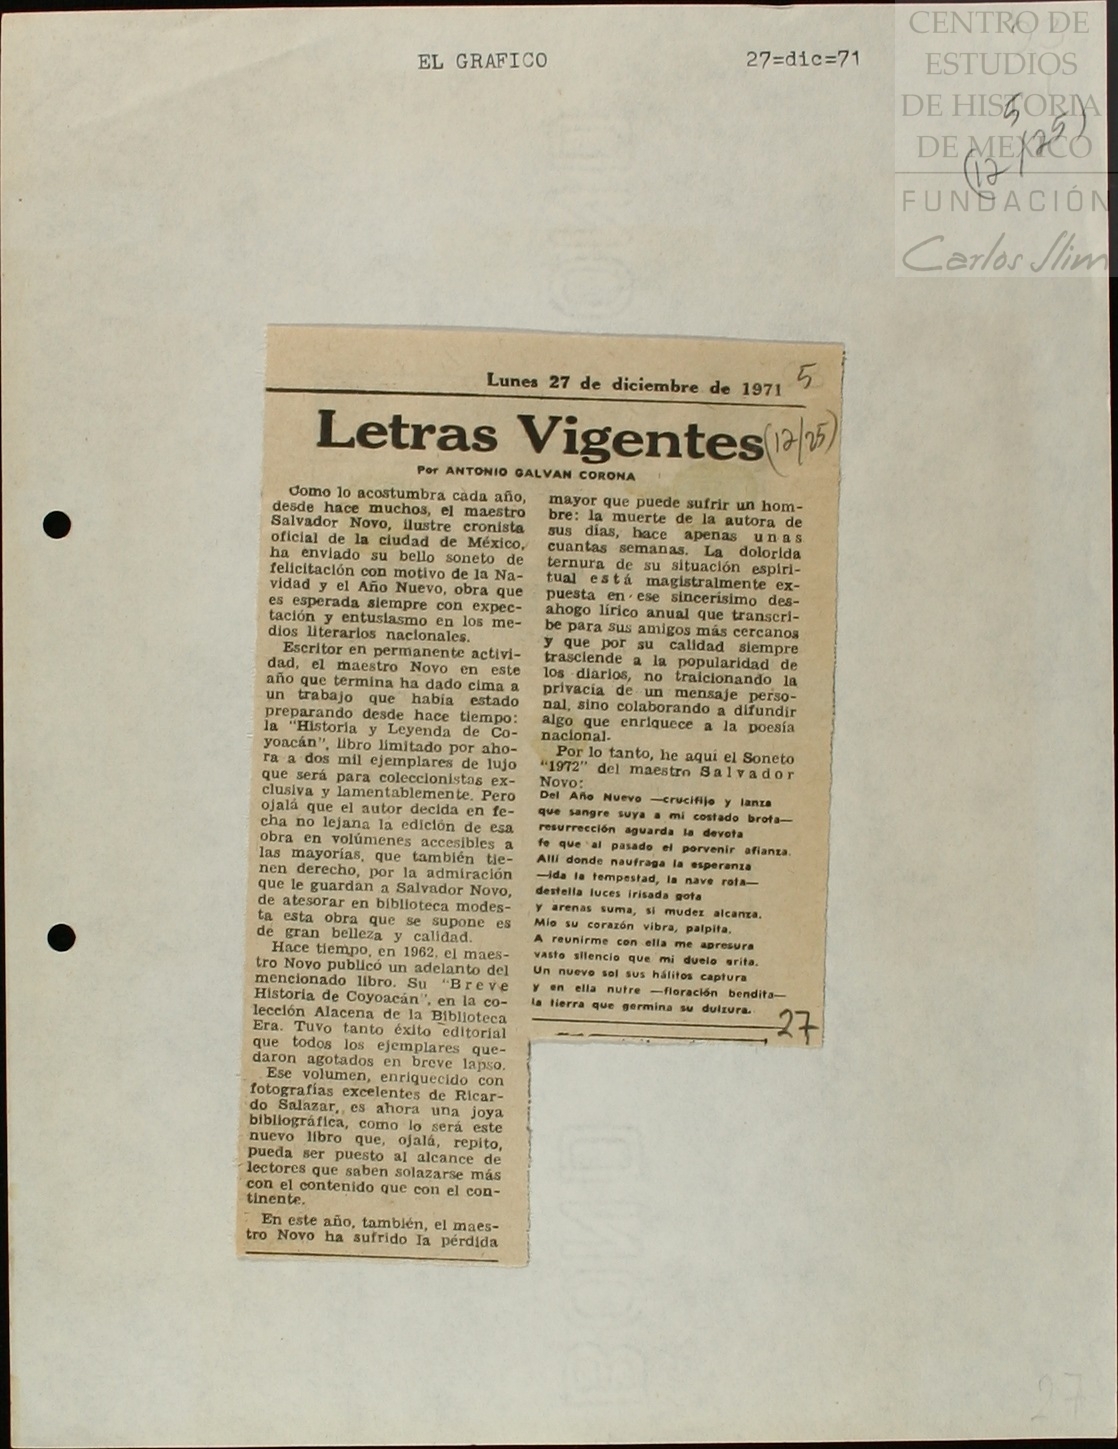 EL GRAFICO
27=dic=71
CENTRO DE
ESTUDIOS
DE HISTORIA
DE MEXICO
FUNDACIÓN
Carlos Slim
5
(12/25)
Lunes 27 de diciembre de 1971
5
Letras Vigentes
(12/25)
Por ANTONIO GALVAN CORONA
Como lo acostumbra cada año,
desde hace muchos, el maestro
Salvador Novo, ilustre cronista
oficial de la ciudad de México,
ha enviado su bello soneto de
felicitación con motivo de la Na-
vidad y el Año Nuevo, obra que
es esperada siempre con expec-
tación y entusiasmo en los me-
dios literarios nacionales.
Escritor en permanente activi-
dad, el maestro Novo en este
año que termina ha dado cima a
un trabajo que había estado
preparando desde hace tiempo:
la "Historia y Leyenda de Co-
yoacán", libro limitado por aho-
ra a dos mil ejemplares de lujo
que será para coleccionistas ex-
clusiva y lamentablemente. Pero
ojalá que el autor decida en fe-
cha no lejana la edición de esa
obra en volúmenes accesibles a
las mayorías, que también tie-
nen derecho, por la admiración
que le guardan a Salvador Novo,
de atesorar en biblioteca modes-
ta esta obra que se supone es
de gran belleza y calidad.
Hace tiempo, en 1962, el maes-
tro Novo publicó un adelanto del
mencionado libro. Su "Breve
Historia de Coyoacán", en la co-
lección Alacena de la Biblioteca
Era. Tuvo tanto éxito editorial
que todos los ejemplares que-
daron agotados en breve lapso.
Ese volumen, enriquecido con
fotografías excelentes de Ricar-
do Salazar, es ahora una joya
bibliográfica, como lo será este
nuevo libro que, ojalá, repito,
pueda ser puesto al alcance de
lectores que saben solazarse más
con el contenido que con el con-
tinente.
En este año, también, el maes-
tro Novo ha sufrido la pérdida
mayor que puede sufrir un hom-
bre: la muerte de la autora de
sus días, hace apenas unas
cuantas semanas. La dolorida
ternura de su situación espiri-
tual está magistralmente ex-
puesta en ese sincerísimo des-
ahogo lírico anual que transcri-
be para sus amigos más cercanos
y que por su calidad siempre
trasciende a la popularidad de
los diarios, no traicionando la
privacía de un mensaje perso-
nal, sino colaborando a difundir
algo que enriquece a la poesía
nacional.
Por lo tanto, he aquí el Soneto
"1972" del maestro Salvador
Novo:
Del Año Nuevo —crucifijo y lanza
que sangre suya a mi costado brota—
resurrección aguarda la devota
fe que al pasado el porvenir afianza.
Allí donde naufraga la esperanza
—ida la tempestad, la nave rota—
destella luces irisada gota
y arenas suma, si mudez alcanza.
Mío su corazón vibra, palpita.
A reunirme con ella me apresura
vasto silencio que mi duelo grita.
Un nuevo sol sus hálitos captura
y en ella nutre —floración bendita—
la tierra que germina su dulzura.
27
27